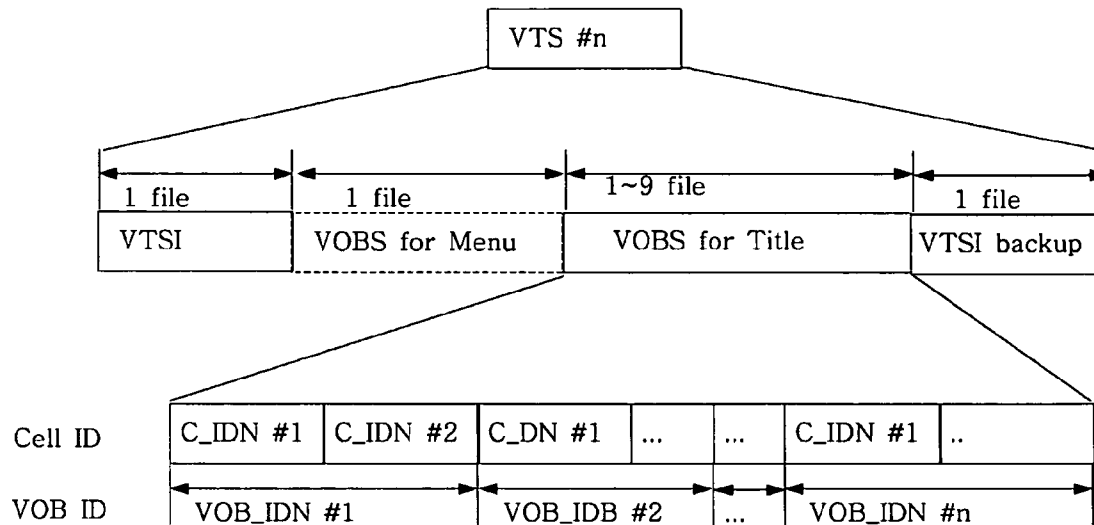 VTS #n
1~9 file
1 file 1 file 1 file
VTSI VOBS for Menu VOBS for Title VTSI backup
Cell ID C_IDN #1 C_IDN #2 C_DN #1 ... ... C_IDN #1 ..
VOB ID VOB_IDN #1 VOB_IDB #2 ... VOB_IDN #n